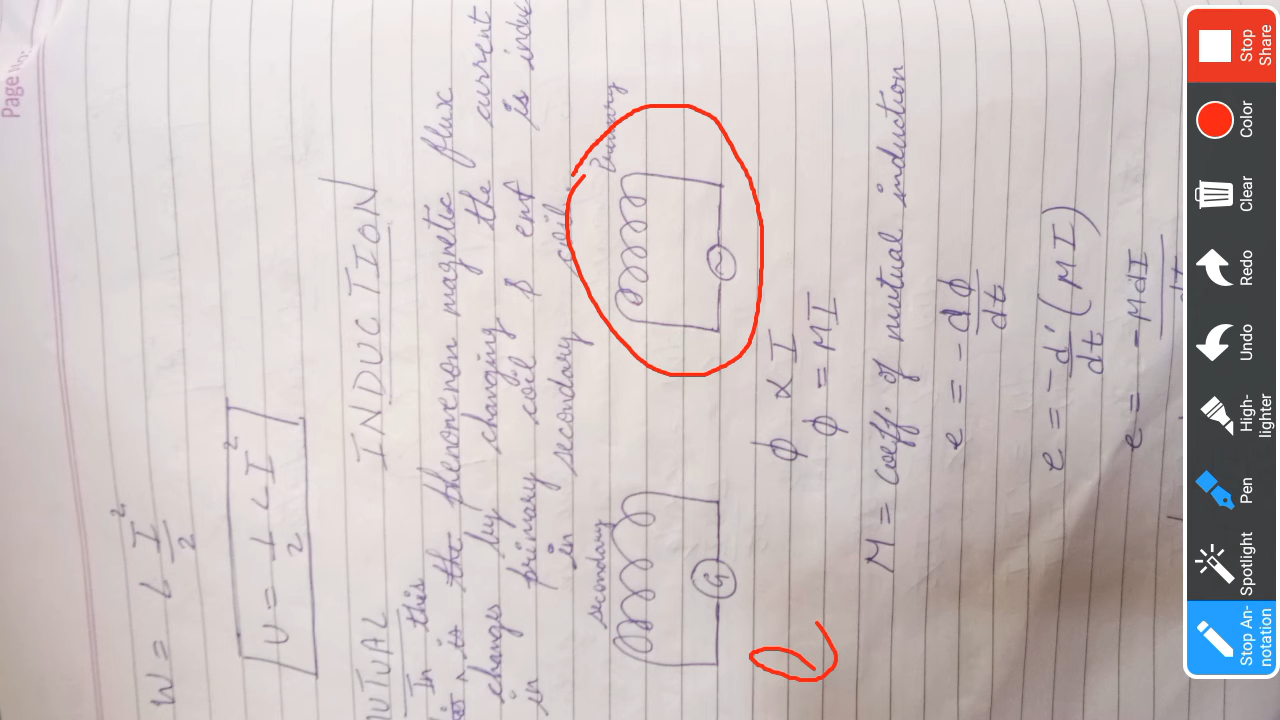 Page No.
W = L I²/2
U = 1/2 L I²
MUTUAL INDUCTION
In this
is the phenomenon magnetic flux
changes by changing the current
in primary coil & emf is induc
in secondary coil.
secondary
Primary
G
~
φ ∝ I
φ = MI
M = coeff. of mutual induction
e = - dφ/dt
e = - d/dt (MI)
e = - MdI/dt
Stop Share
Color
Clear
Redo
Undo
High-lighter
Pen
Spotlight
Stop An-notation